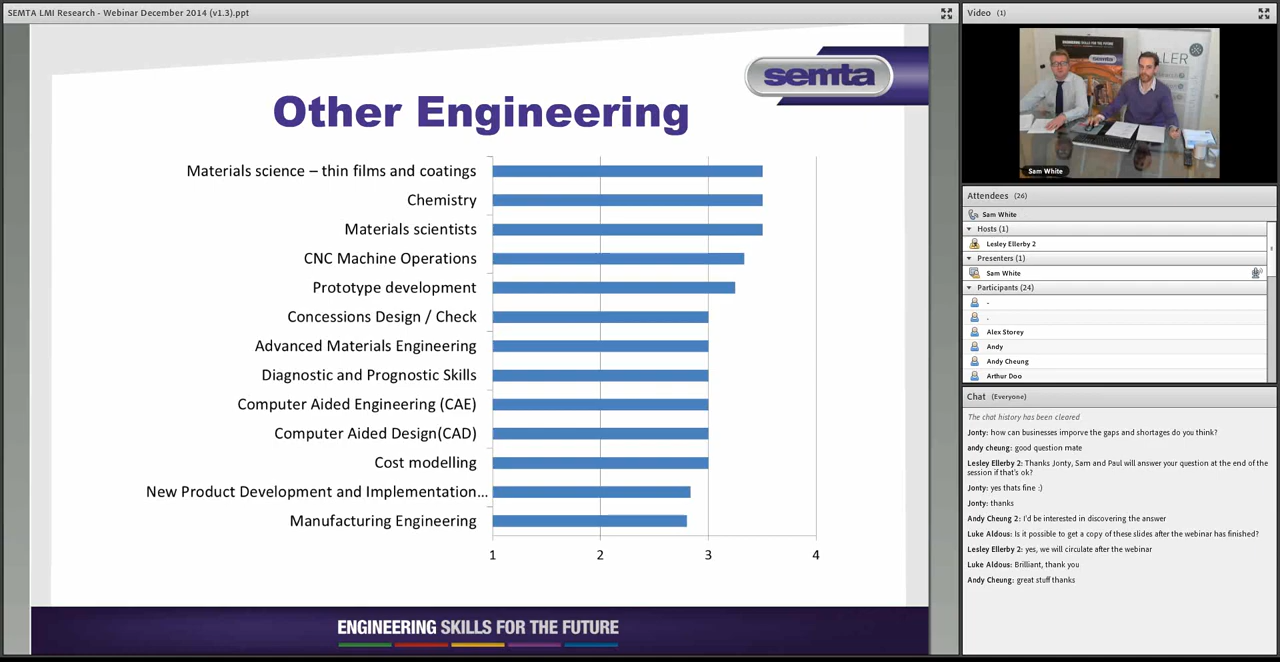 SEMTA LMI Research - Webinar December 2014 (v1.3).ppt
semta
Other Engineering
Materials science – thin films and coatings
Chemistry
Materials scientists
CNC Machine Operations
Prototype development
Concessions Design / Check
Advanced Materials Engineering
Diagnostic and Prognostic Skills
Computer Aided Engineering (CAE)
Computer Aided Design(CAD)
Cost modelling
New Product Development and Implementation...
Manufacturing Engineering
1 2 3 4
ENGINEERING SKILLS FOR THE FUTURE
Video (1)
ENGINEERING SKILLS FOR THE FUTURE
semta
LLER
Sam White
Attendees (26)
Sam White
Hosts (1)
Lesley Ellerby 2
Presenters (1)
Sam White
Participants (24)
-
.
Alex Storey
Andy
Andy Cheung
Arthur Doo
Chat (Everyone)
The chat history has been cleared
Jonty: how can businesses imporve the gaps and shortages do you think?
andy cheung: good question mate
Lesley Ellerby 2: Thanks Jonty, Sam and Paul will answer your question at the end of the
session if that's ok?
Jonty: yes thats fine :)
Jonty: thanks
Andy Cheung 2: I'd be interested in discovering the answer
Luke Aldous: Is it possible to get a copy of these slides after the webinar has finished?
Lesley Ellerby 2: yes, we will circulate after the webinar
Luke Aldous: Brilliant, thank you
Andy Cheung: great stuff thanks